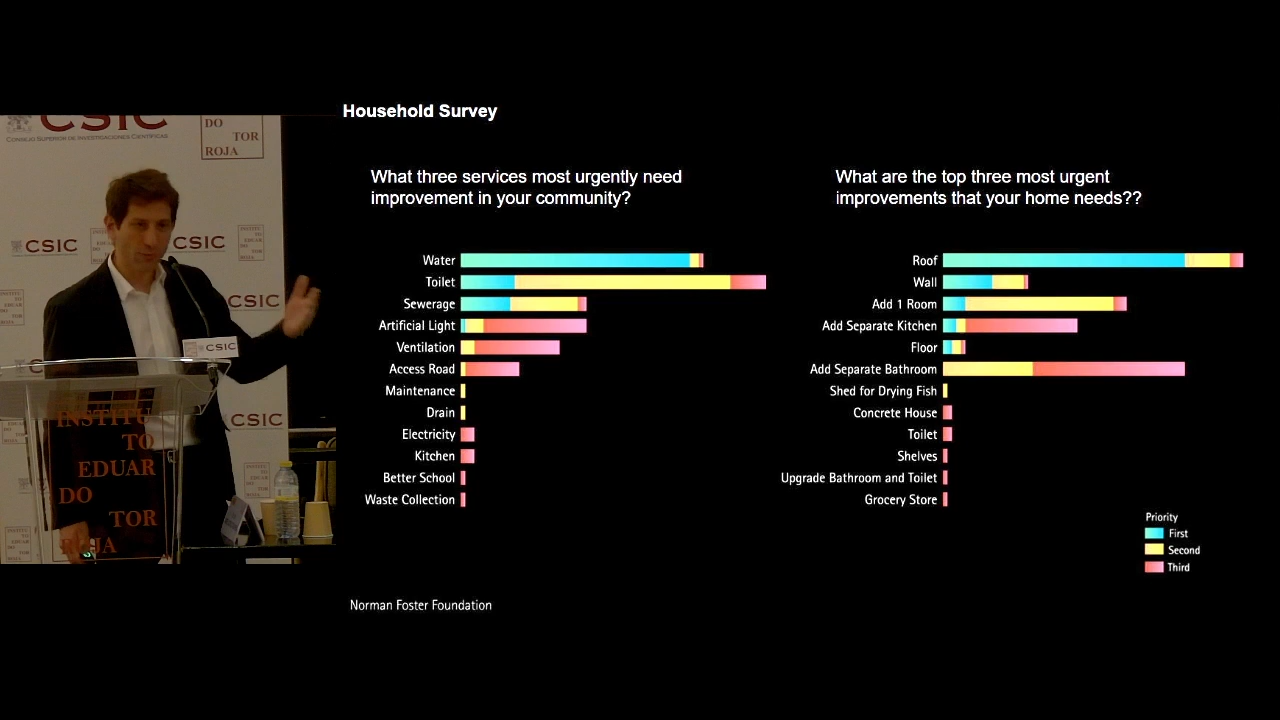 Household Survey
What three services most urgently need
improvement in your community?
Water
Toilet
Sewerage
Artificial Light
Ventilation
Access Road
Maintenance
Drain
Electricity
Kitchen
Better School
Waste Collection
What are the top three most urgent
improvements that your home needs??
Roof
Wall
Add 1 Room
Add Separate Kitchen
Floor
Add Separate Bathroom
Shed for Drying Fish
Concrete House
Toilet
Shelves
Upgrade Bathroom and Toilet
Grocery Store
Priority
First
Second
Third
Norman Foster Foundation
CSIC
CONSEJO SUPERIOR DE INVESTIGACIONES CIENTÍFICAS
DO
TOR
ROJA
CSIC
CSIC
CSIC
CSIC
CSIC
INSTITU
TO
EDUAR
DO
TOR
ROJA